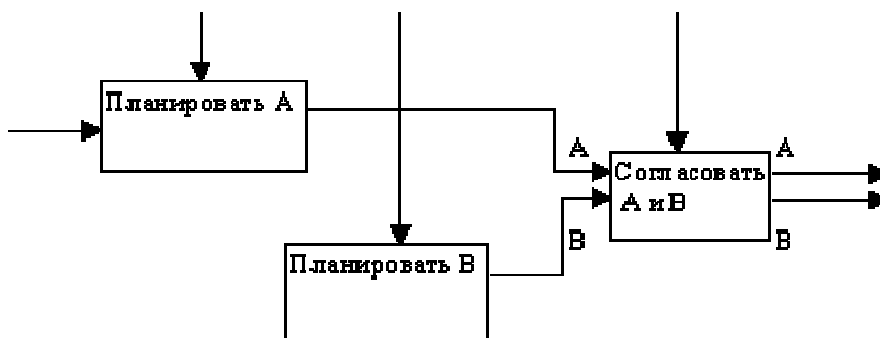 Планировать А
А
А
Согласовать
А и В
Планировать В
В
В